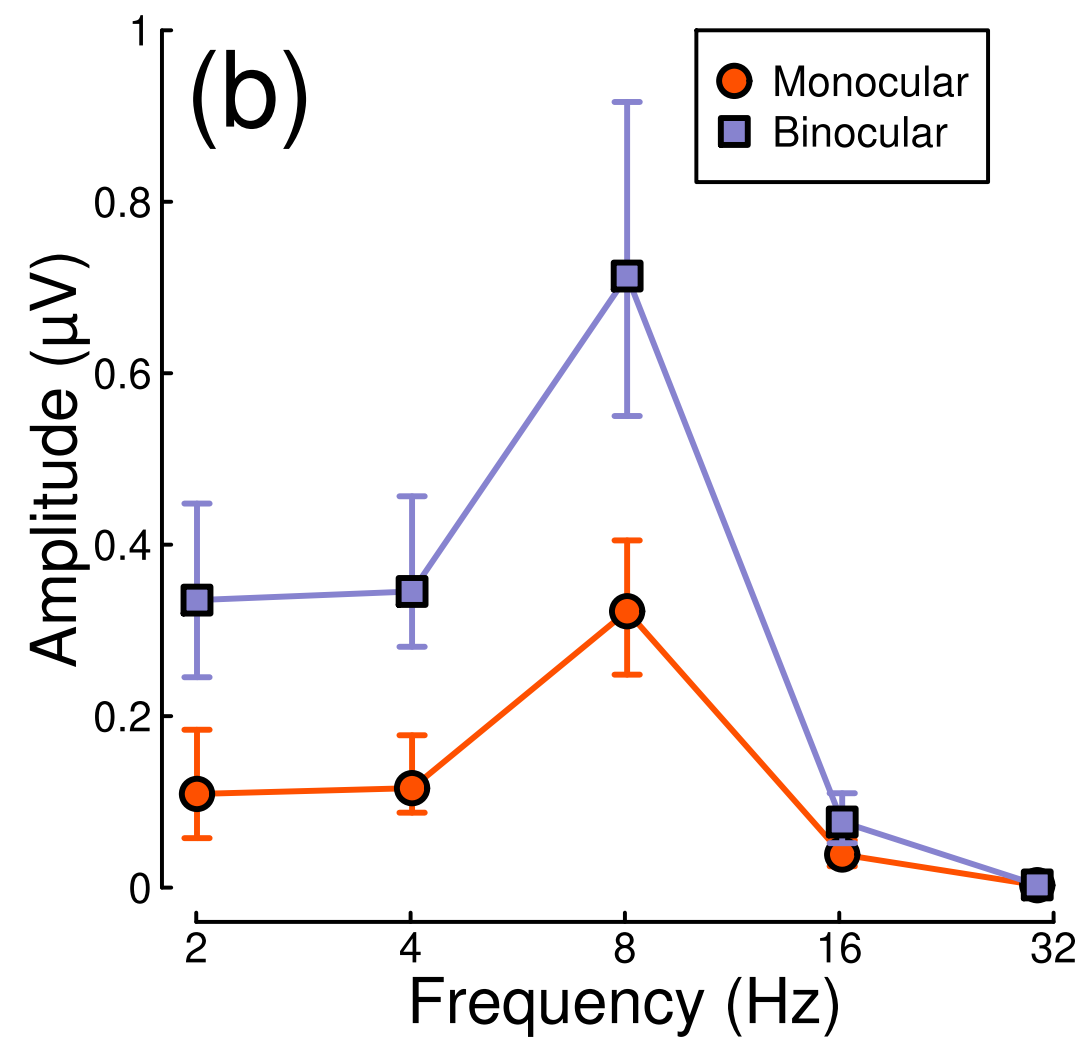 (b)
Monocular
Binocular
Amplitude (µV)
1
0.8
0.6
0.4
0.2
0
2 4 8 16 32
Frequency (Hz)